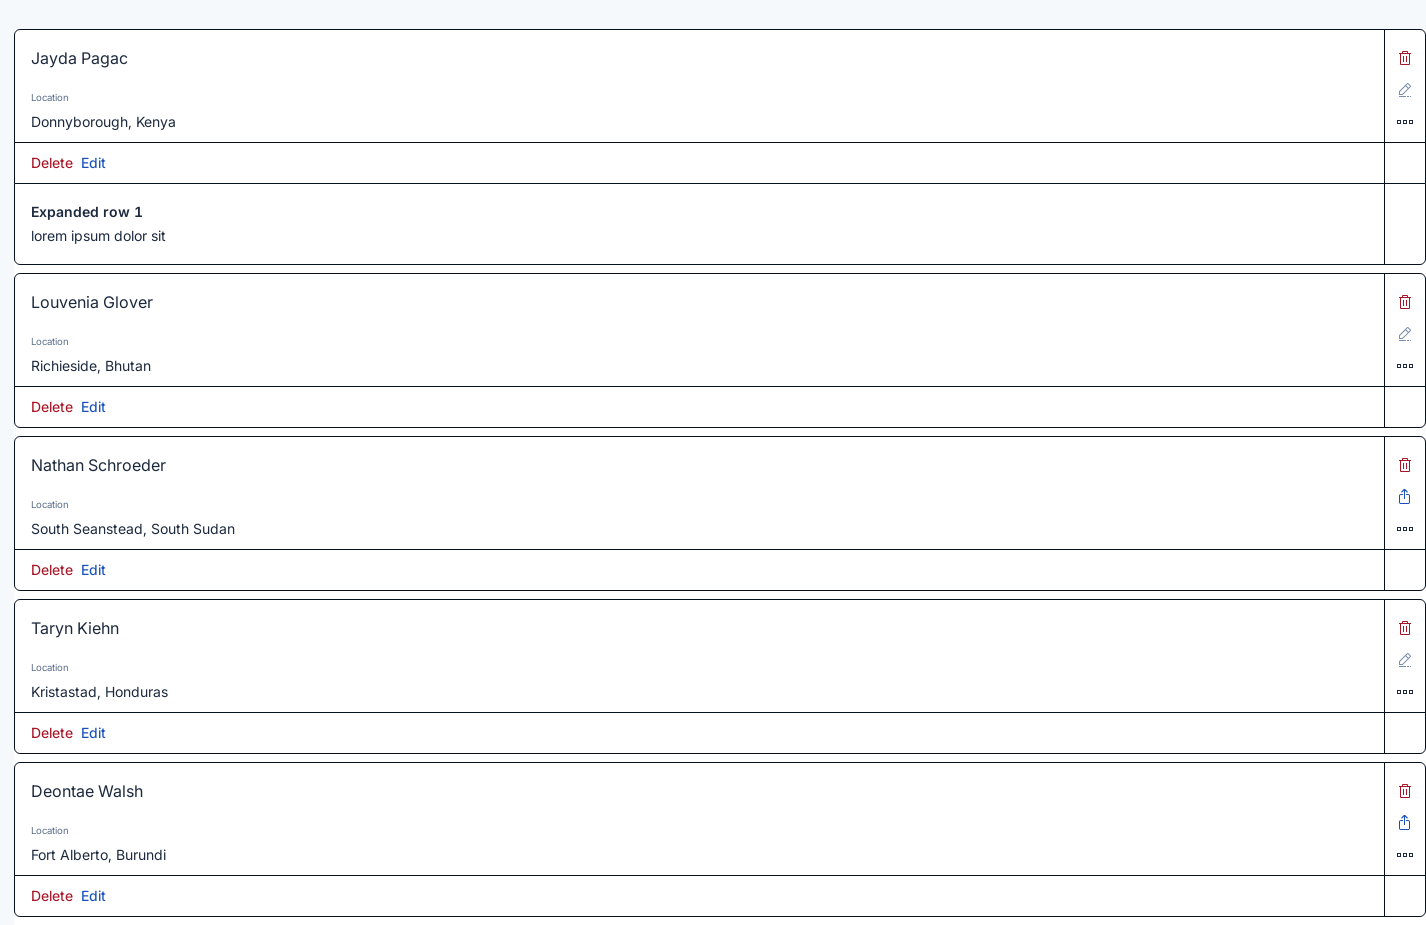 Jayda Pagac
Location
Donnyborough, Kenya
Delete Edit
Expanded row 1
lorem ipsum dolor sit
Louvenia Glover
Location
Richieside, Bhutan
Delete Edit
Nathan Schroeder
Location
South Seanstead, South Sudan
Delete Edit
Taryn Kiehn
Location
Kristastad, Honduras
Delete Edit
Deontae Walsh
Location
Fort Alberto, Burundi
Delete Edit